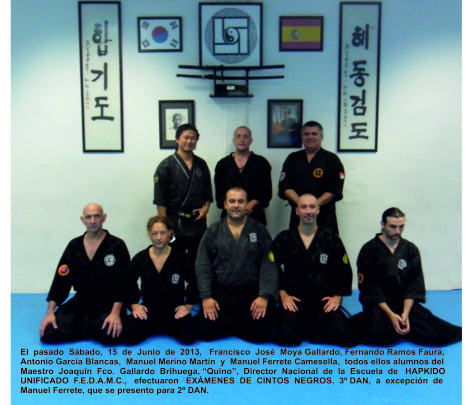 합기도
해동검도
El pasado Sábado, 15 de Junio de 2013, Francisco José Moya Gallardo, Fernando Ramos Faura,
Antonio García Blancas, Manuel Merino Martin y Manuel Ferrete Camesella, todos ellos alumnos del
Maestro Joaquín Fco. Gallardo Brihuega, “Quino”, Director Nacional de la Escuela de HAPKIDO
UNIFICADO F.E.D.A.M.C., efectuaron EXÁMENES DE CINTOS NEGROS, 3º DAN, a excepción de
Manuel Ferrete, que se presento para 2º DAN.